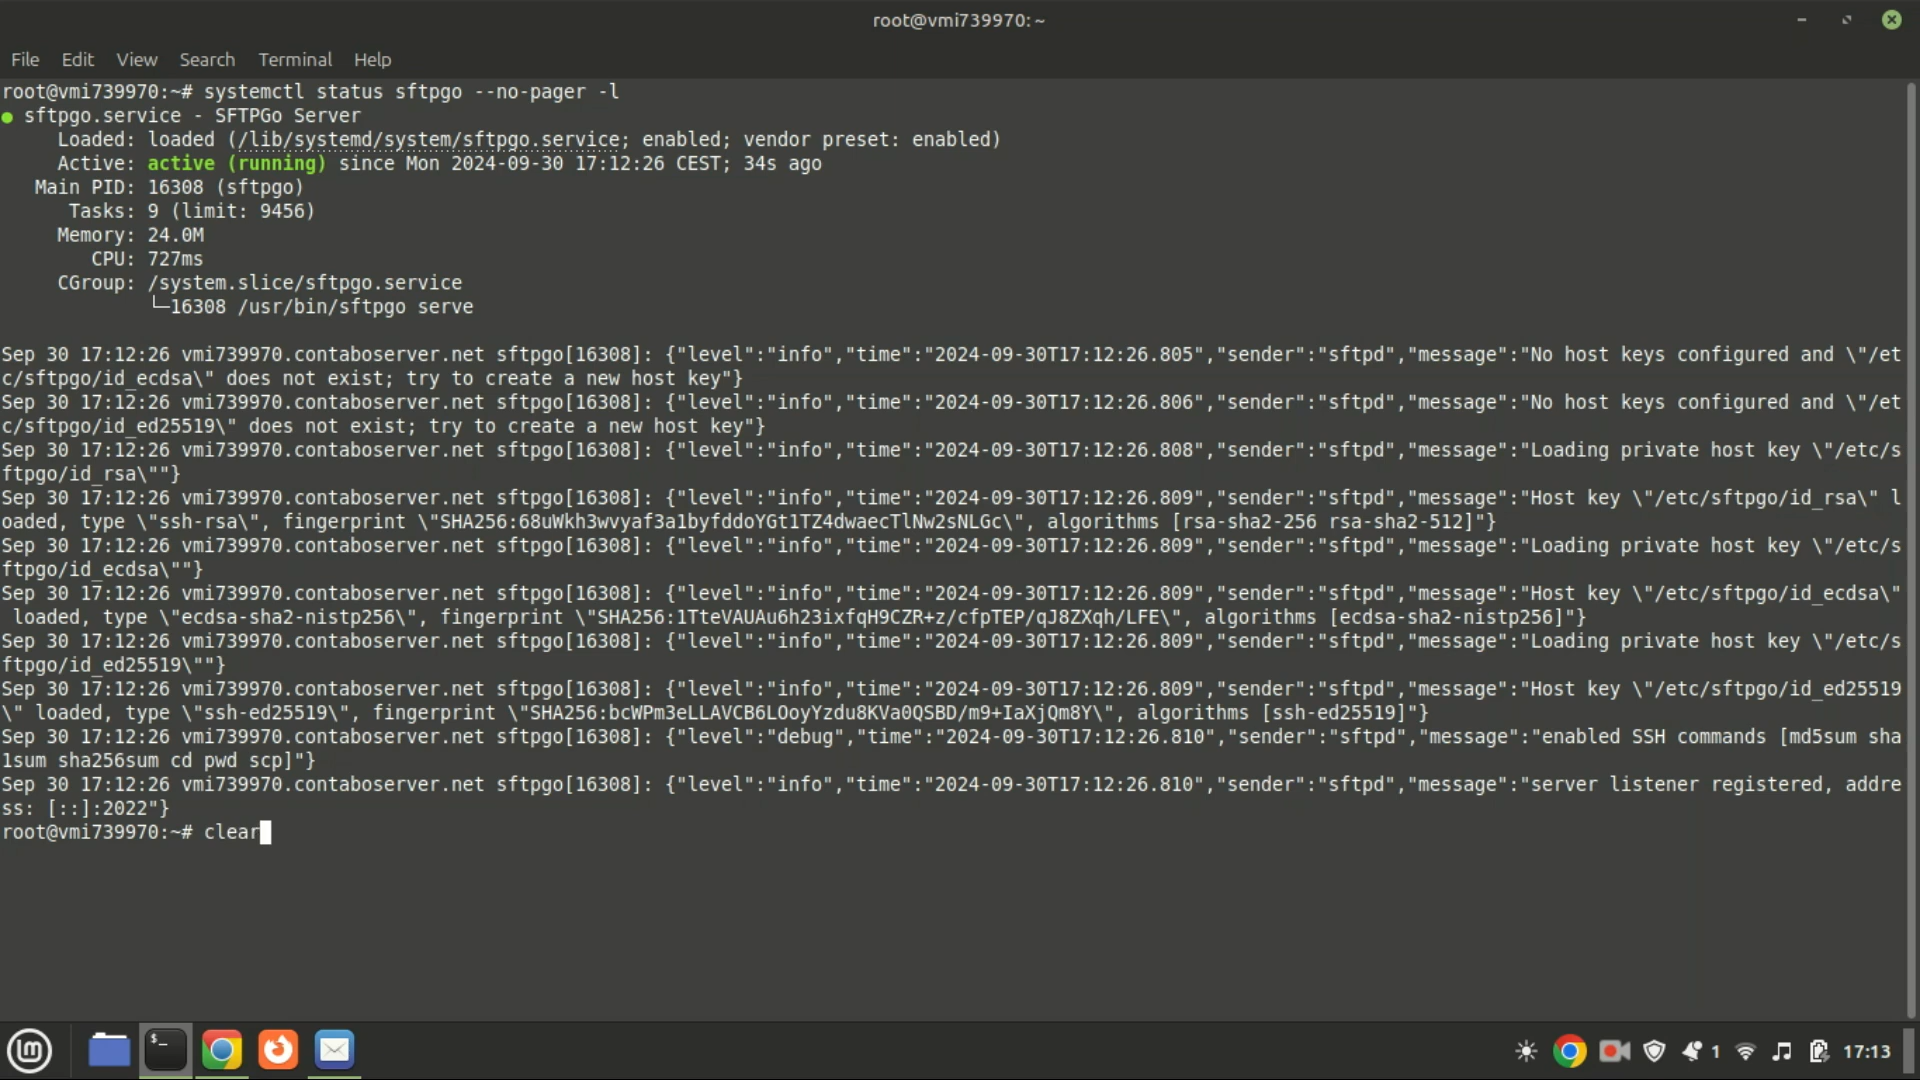 root@vmi739970:~
File Edit View Search Terminal Help
root@vmi739970:~# systemctl status sftpgo --no-pager -l
● sftpgo.service - SFTPGo Server
Loaded: loaded (/lib/systemd/system/sftpgo.service; enabled; vendor preset: enabled)
Active: active (running) since Mon 2024-09-30 17:12:26 CEST; 34s ago
Main PID: 16308 (sftpgo)
Tasks: 9 (limit: 9456)
Memory: 24.0M
CPU: 727ms
CGroup: /system.slice/sftpgo.service
└─16308 /usr/bin/sftpgo serve
Sep 30 17:12:26 vmi739970.contaboserver.net sftpgo[16308]: {"level":"info","time":"2024-09-30T17:12:26.805","sender":"sftpd","message":"No host keys configured and \"/et
c/sftpgo/id_ecdsa\" does not exist; try to create a new host key"}
Sep 30 17:12:26 vmi739970.contaboserver.net sftpgo[16308]: {"level":"info","time":"2024-09-30T17:12:26.806","sender":"sftpd","message":"No host keys configured and \"/et
c/sftpgo/id_ed25519\" does not exist; try to create a new host key"}
Sep 30 17:12:26 vmi739970.contaboserver.net sftpgo[16308]: {"level":"info","time":"2024-09-30T17:12:26.808","sender":"sftpd","message":"Loading private host key \"/etc/s
ftpgo/id_rsa\""}
Sep 30 17:12:26 vmi739970.contaboserver.net sftpgo[16308]: {"level":"info","time":"2024-09-30T17:12:26.809","sender":"sftpd","message":"Host key \"/etc/sftpgo/id_rsa\" l
oaded, type \"ssh-rsa\", fingerprint \"SHA256:68uWkh3wvyaf3a1byfddoYGt1TZ4dwaecTlNw2sNLGc\", algorithms [rsa-sha2-256 rsa-sha2-512]"}
Sep 30 17:12:26 vmi739970.contaboserver.net sftpgo[16308]: {"level":"info","time":"2024-09-30T17:12:26.809","sender":"sftpd","message":"Loading private host key \"/etc/s
ftpgo/id_ecdsa\""}
Sep 30 17:12:26 vmi739970.contaboserver.net sftpgo[16308]: {"level":"info","time":"2024-09-30T17:12:26.809","sender":"sftpd","message":"Host key \"/etc/sftpgo/id_ecdsa\"
loaded, type \"ecdsa-sha2-nistp256\", fingerprint \"SHA256:1TteVAUAu6h23ixfqH9CZR+z/cfpTEP/qJ8ZXqh/LFE\", algorithms [ecdsa-sha2-nistp256]"}
Sep 30 17:12:26 vmi739970.contaboserver.net sftpgo[16308]: {"level":"info","time":"2024-09-30T17:12:26.809","sender":"sftpd","message":"Loading private host key \"/etc/s
ftpgo/id_ed25519\""}
Sep 30 17:12:26 vmi739970.contaboserver.net sftpgo[16308]: {"level":"info","time":"2024-09-30T17:12:26.809","sender":"sftpd","message":"Host key \"/etc/sftpgo/id_ed25519
\" loaded, type \"ssh-ed25519\", fingerprint \"SHA256:bcWPm3eLLAVCB6LOoyYzdu8KVa0QSBD/m9+IaXjQm8Y\", algorithms [ssh-ed25519]"}
Sep 30 17:12:26 vmi739970.contaboserver.net sftpgo[16308]: {"level":"debug","time":"2024-09-30T17:12:26.810","sender":"sftpd","message":"enabled SSH commands [md5sum sha
1sum sha256sum cd pwd scp]"}
Sep 30 17:12:26 vmi739970.contaboserver.net sftpgo[16308]: {"level":"info","time":"2024-09-30T17:12:26.810","sender":"sftpd","message":"server listener registered, addre
ss: [::]:2022"}
root@vmi739970:~# clear
1 17:13